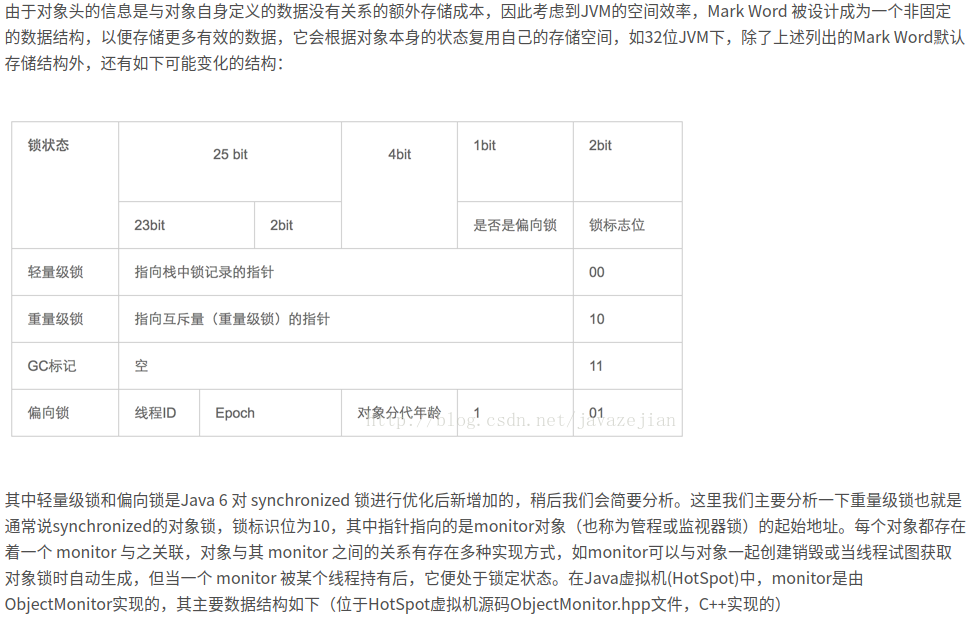 由于对象头的信息是与对象自身定义的数据没有关系的额外存储成本，因此考虑到JVM的空间效率，Mark Word 被设计成为一个非固定
的数据结构，以便存储更多有效的数据，它会根据对象本身的状态复用自己的存储空间，如32位JVM下，除了上述列出的Mark Word默认
存储结构外，还有如下可能变化的结构：
锁状态 25 bit 4bit 1bit 2bit
23bit 2bit 是否是偏向锁 锁标志位
轻量级锁 指向栈中锁记录的指针 00
重量级锁 指向互斥量（重量级锁）的指针 10
GC标记 空 11
偏向锁 线程ID Epoch 对象分代年龄 1 01
http://blog.csdn.net/javazejian
其中轻量级锁和偏向锁是Java 6 对 synchronized 锁进行优化后新增加的，稍后我们会简要分析。这里我们主要分析一下重量级锁也就是
通常说synchronized的对象锁，锁标识位为10，其中指针指向的是monitor对象（也称为管程或监视器锁）的起始地址。每个对象都存在
着一个 monitor 与之关联，对象与其 monitor 之间的关系有存在多种实现方式，如monitor可以与对象一起创建销毁或当线程试图获取
对象锁时自动生成，但当一个 monitor 被某个线程持有后，它便处于锁定状态。在Java虚拟机(HotSpot)中，monitor是由
ObjectMonitor实现的，其主要数据结构如下（位于HotSpot虚拟机源码ObjectMonitor.hpp文件，C++实现的）